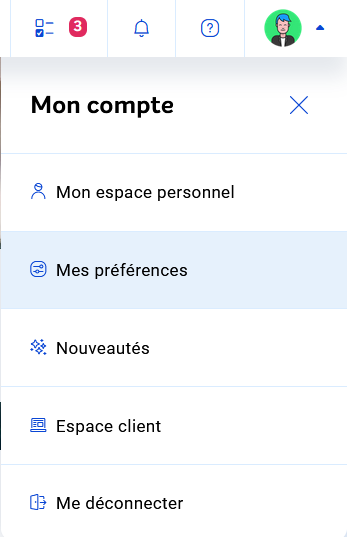 3
Mon compte
Mon espace personnel
Mes préférences
Nouveautés
Espace client
Me déconnecter